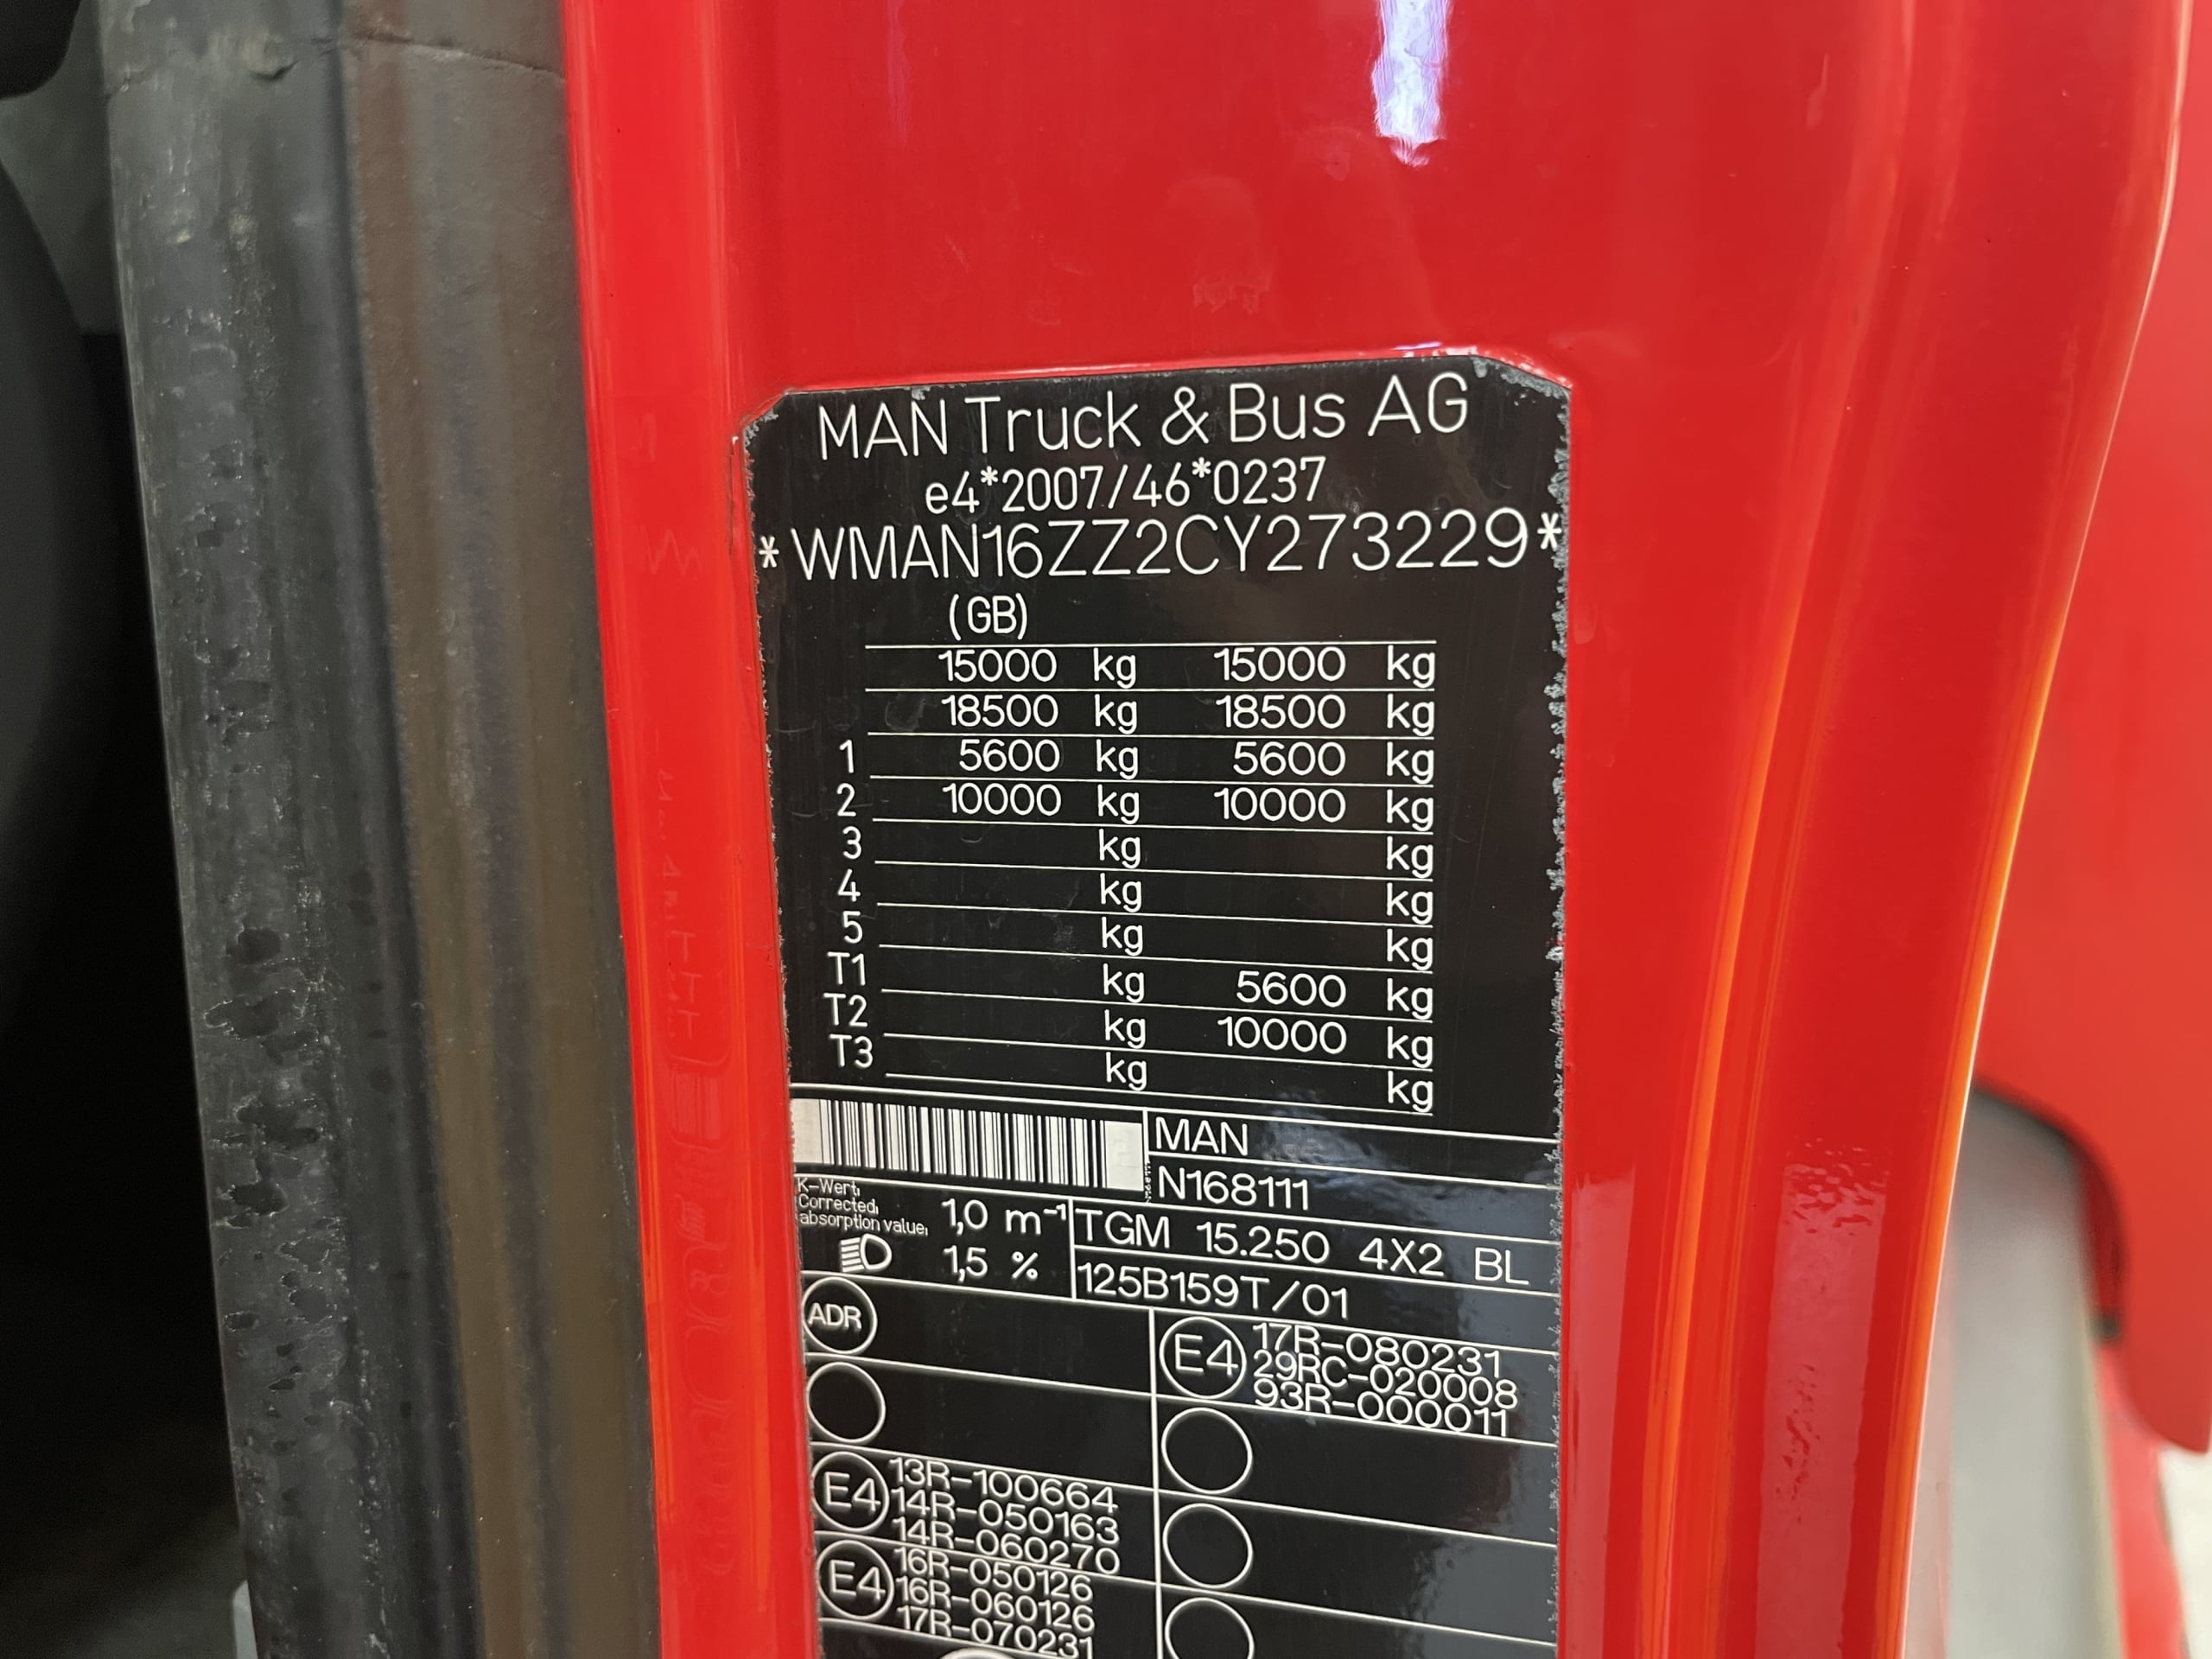 MAN Truck & Bus AG
e4*2007/46*0237
*WMAN16ZZ2CY273229*
(GB)
15000 kg 15000 kg
18500 kg 18500 kg
1 5600 kg 5600 kg
2 10000 kg 10000 kg
3 kg kg
4 kg kg
5 kg kg
T1 kg 5600 kg
T2 kg 10000 kg
T3 kg kg
MAN
N168111
K-Wert,
Corrected,
absorption value,
1,0 m⁻¹
1,5 %
TGM 15.250 4X2 BL
125B159T/01
ADR
E4
17R-080231
29RC-020008
93R-000011
E4
13R-100664
14R-050163
14R-060270
E4
16R-050126
16R-060126
17R-070231